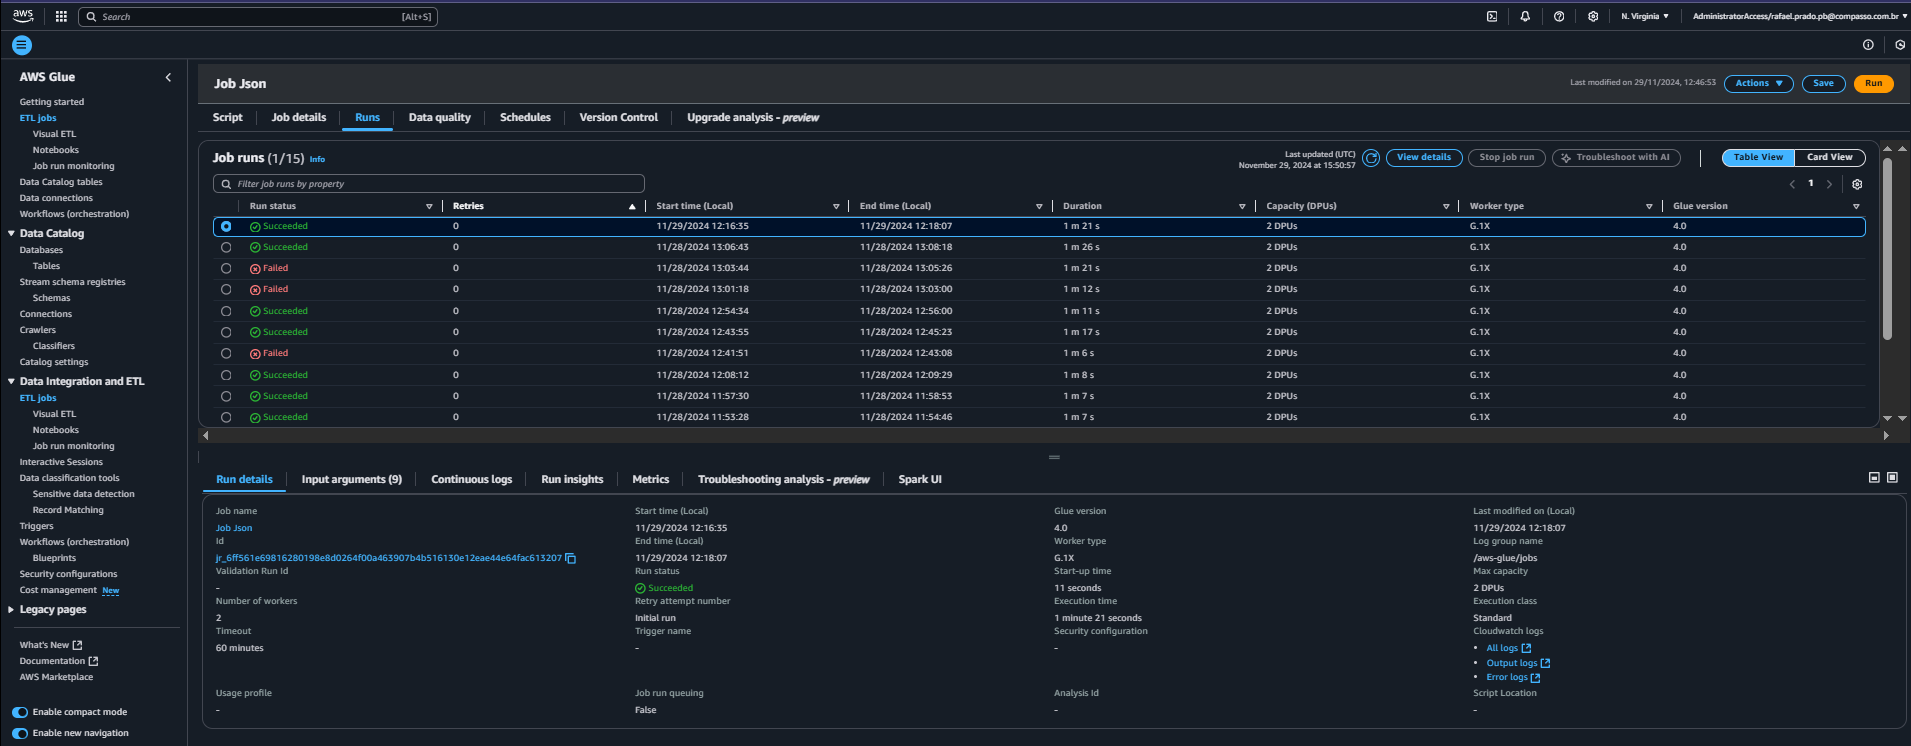 aws Search [Alt+S] N. Virginia AdministratorAccess/rafael.prado.pb@compasso.com.br
AWS Glue
Getting started
ETL jobs
Visual ETL
Notebooks
Job run monitoring
Data Catalog tables
Data connections
Workflows (orchestration)
Data Catalog
Databases
Tables
Stream schema registries
Schemas
Connections
Crawlers
Classifiers
Catalog settings
Data Integration and ETL
ETL jobs
Visual ETL
Notebooks
Job run monitoring
Interactive Sessions
Data classification tools
Sensitive data detection
Record Matching
Triggers
Workflows (orchestration)
Blueprints
Security configurations
Cost management New
Legacy pages
What's New
Documentation
AWS Marketplace
Enable compact mode
Enable new navigation
Job Json Last modified on 29/11/2024, 12:46:53 Actions Save Run
Script Job details Runs Data quality Schedules Version Control Upgrade analysis - preview
Job runs (1/15) Info
Last updated (UTC)
November 29, 2024 at 15:50:57
View details Stop job run Troubleshoot with AI Table View Card View
Filter job runs by property
1
Run status Retries Start time (Local) End time (Local) Duration Capacity (DPUs) Worker type Glue version
Succeeded 0 11/29/2024 12:16:35 11/29/2024 12:18:07 1 m 21 s 2 DPUs G.1X 4.0
Succeeded 0 11/28/2024 13:06:43 11/28/2024 13:08:18 1 m 26 s 2 DPUs G.1X 4.0
Failed 0 11/28/2024 13:03:44 11/28/2024 13:05:26 1 m 21 s 2 DPUs G.1X 4.0
Failed 0 11/28/2024 13:01:18 11/28/2024 13:03:00 1 m 12 s 2 DPUs G.1X 4.0
Succeeded 0 11/28/2024 12:54:34 11/28/2024 12:56:00 1 m 11 s 2 DPUs G.1X 4.0
Succeeded 0 11/28/2024 12:43:55 11/28/2024 12:45:23 1 m 17 s 2 DPUs G.1X 4.0
Failed 0 11/28/2024 12:41:51 11/28/2024 12:43:08 1 m 6 s 2 DPUs G.1X 4.0
Succeeded 0 11/28/2024 12:08:12 11/28/2024 12:09:29 1 m 8 s 2 DPUs G.1X 4.0
Succeeded 0 11/28/2024 11:57:30 11/28/2024 11:58:53 1 m 7 s 2 DPUs G.1X 4.0
Succeeded 0 11/28/2024 11:53:28 11/28/2024 11:54:46 1 m 7 s 2 DPUs G.1X 4.0
Run details Input arguments (9) Continuous logs Run insights Metrics Troubleshooting analysis - preview Spark UI
Job name
Job Json
Id
jr_6ff561e69816280198e8d0264f00a463907b4b516130e12eae44e64fac613207
Validation Run Id
-
Number of workers
2
Timeout
60 minutes
Usage profile
-
Start time (Local)
11/29/2024 12:16:35
End time (Local)
11/29/2024 12:18:07
Run status
Succeeded
Retry attempt number
Initial run
Trigger name
-
Job run queuing
False
Glue version
4.0
Worker type
G.1X
Start-up time
11 seconds
Execution time
1 minute 21 seconds
Security configuration
-
Analysis Id
-
Last modified on (Local)
11/29/2024 12:18:07
Log group name
/aws-glue/jobs
Max capacity
2 DPUs
Execution class
Standard
Cloudwatch logs
• All logs
• Output logs
• Error logs
Script Location
-